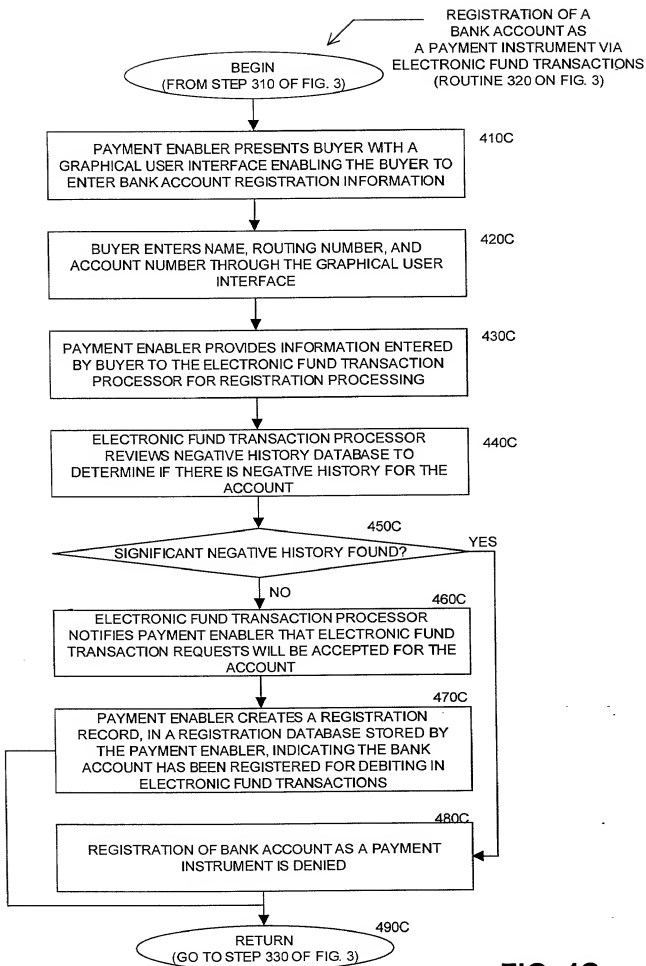 REGISTRATION OF A
BANK ACCOUNT AS
A PAYMENT INSTRUMENT VIA
ELECTRONIC FUND TRANSACTIONS
(ROUTINE 320 ON FIG. 3)
BEGIN
(FROM STEP 310 OF FIG. 3)
410C
PAYMENT ENABLER PRESENTS BUYER WITH A
GRAPHICAL USER INTERFACE ENABLING THE BUYER TO
ENTER BANK ACCOUNT REGISTRATION INFORMATION
420C
BUYER ENTERS NAME, ROUTING NUMBER, AND
ACCOUNT NUMBER THROUGH THE GRAPHICAL USER
INTERFACE
430C
PAYMENT ENABLER PROVIDES INFORMATION ENTERED
BY BUYER TO THE ELECTRONIC FUND TRANSACTION
PROCESSOR FOR REGISTRATION PROCESSING
440C
ELECTRONIC FUND TRANSACTION PROCESSOR
REVIEWS NEGATIVE HISTORY DATABASE TO
DETERMINE IF THERE IS NEGATIVE HISTORY FOR THE
ACCOUNT
450C
SIGNIFICANT NEGATIVE HISTORY FOUND?
YES
NO
460C
ELECTRONIC FUND TRANSACTION PROCESSOR
NOTIFIES PAYMENT ENABLER THAT ELECTRONIC FUND
TRANSACTION REQUESTS WILL BE ACCEPTED FOR THE
ACCOUNT
470C
PAYMENT ENABLER CREATES A REGISTRATION
RECORD, IN A REGISTRATION DATABASE STORED BY
THE PAYMENT ENABLER, INDICATING THE BANK
ACCOUNT HAS BEEN REGISTERED FOR DEBITING IN
ELECTRONIC FUND TRANSACTIONS
480C
REGISTRATION OF BANK ACCOUNT AS A PAYMENT
INSTRUMENT IS DENIED
490C
RETURN
(GO TO STEP 330 OF FIG. 3)